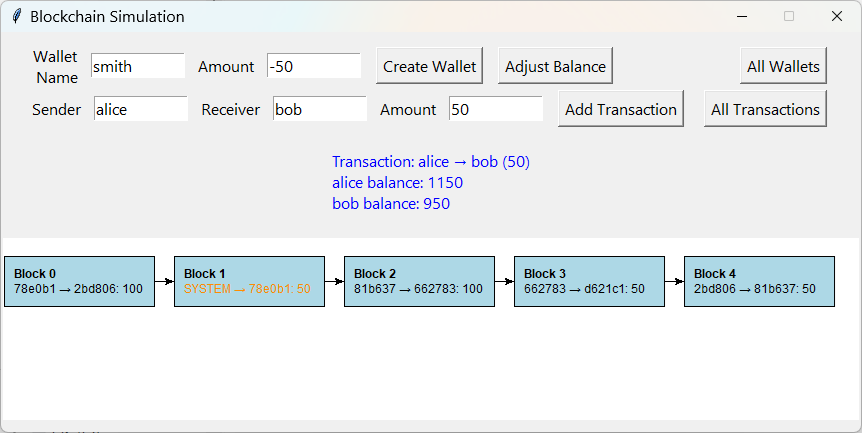 Blockchain Simulation
Wallet
Name
smith
Amount
-50
Create Wallet
Adjust Balance
All Wallets
Sender
alice
Receiver
bob
Amount
50
Add Transaction
All Transactions
Transaction: alice → bob (50)
alice balance: 1150
bob balance: 950
Block 0
78e0b1 → 2bd806: 100
Block 1
SYSTEM → 78e0b1: 50
Block 2
81b637 → 662783: 100
Block 3
662783 → d621c1: 50
Block 4
2bd806 → 81b637: 50